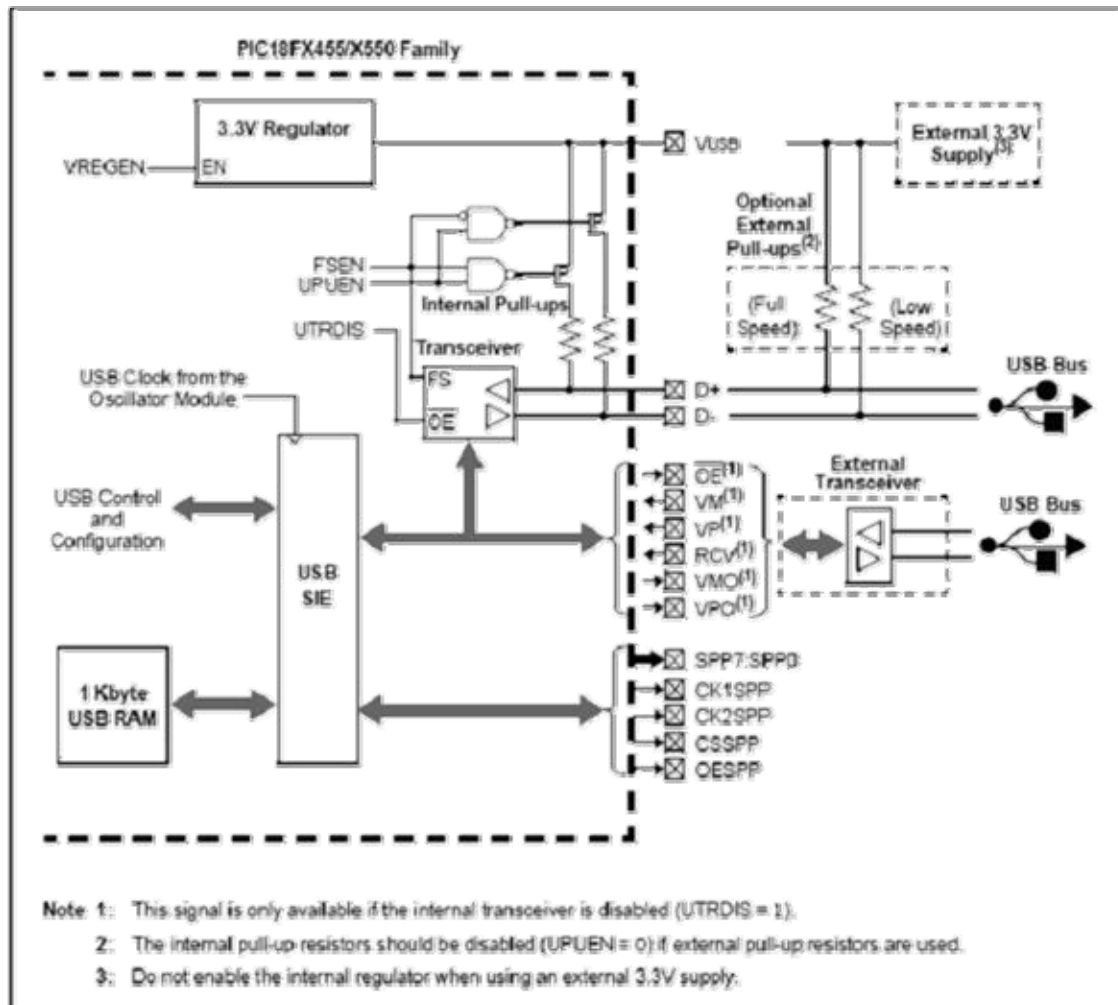 PIC18FX455/X550 Family
3.3V Regulator
EN
VREGEN
VUSB
External 3.3V
Supply(3)
Optional
External
Pull-ups(2)
FSEN
UPUEN
Internal Pull-ups
(Full
Speed)
(Low
Speed)
UTRDIS
Transceiver
FS
OE
USB Clock from the
Oscillator Module
D+
D-
USB Bus
USB Control
and
Configuration
USB
SIE
OE(1)
VM(1)
VP(1)
RCV(1)
VMO(1)
VPO(1)
External
Transceiver
USB Bus
1 Kbyte
USB RAM
SPP7:SPP0
CK1SPP
CK2SPP
CSSPP
OESPP
Note 1: This signal is only available if the internal transceiver is disabled (UTRDIS = 1).
2: The internal pull-up resistors should be disabled (UPUEN = 0) if external pull-up resistors are used.
3: Do not enable the internal regulator when using an external 3.3V supply.